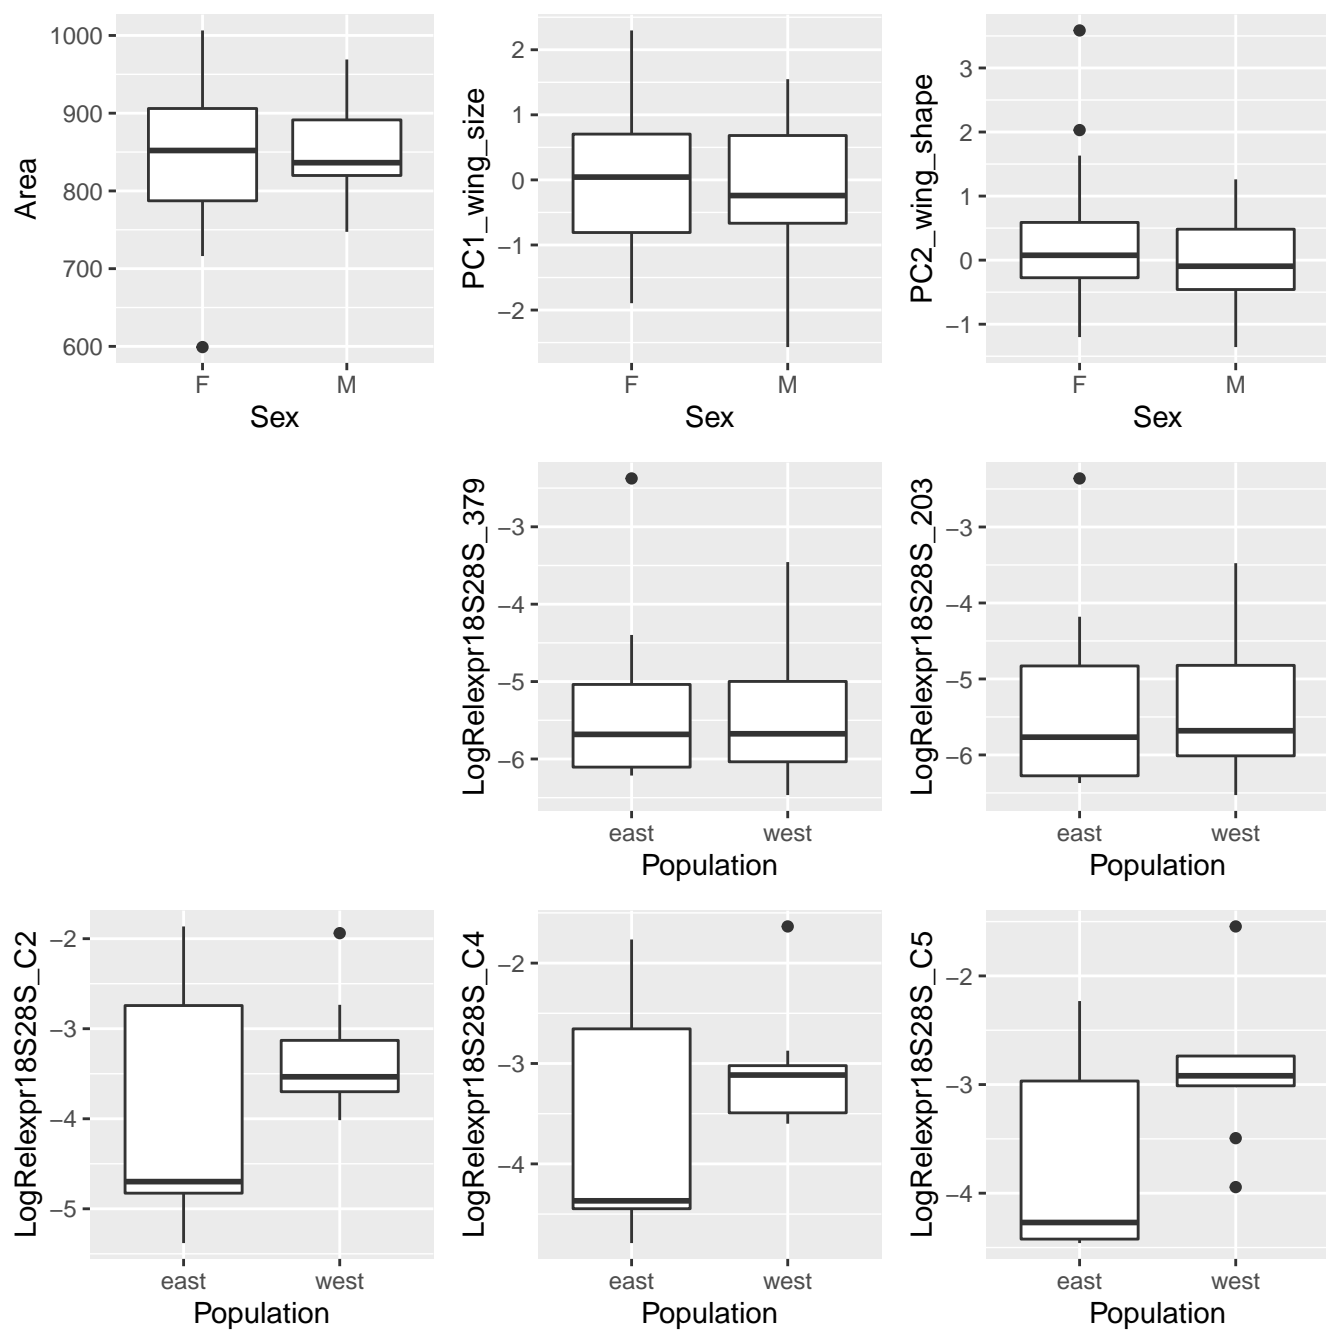 Area
1000
900
800
700
600
F M
Sex
PC1_wing_size
2
1
0
−1
−2
F M
Sex
PC2_wing_shape
3
2
1
0
−1
F M
Sex
LogRelexpr18S28S_379
−3
−4
−5
−6
east west
Population
LogRelexpr18S28S_203
−3
−4
−5
−6
east west
Population
LogRelexpr18S28S_C2
−2
−3
−4
−5
east west
Population
LogRelexpr18S28S_C4
−2
−3
−4
east west
Population
LogRelexpr18S28S_C5
−2
−3
−4
east west
Population